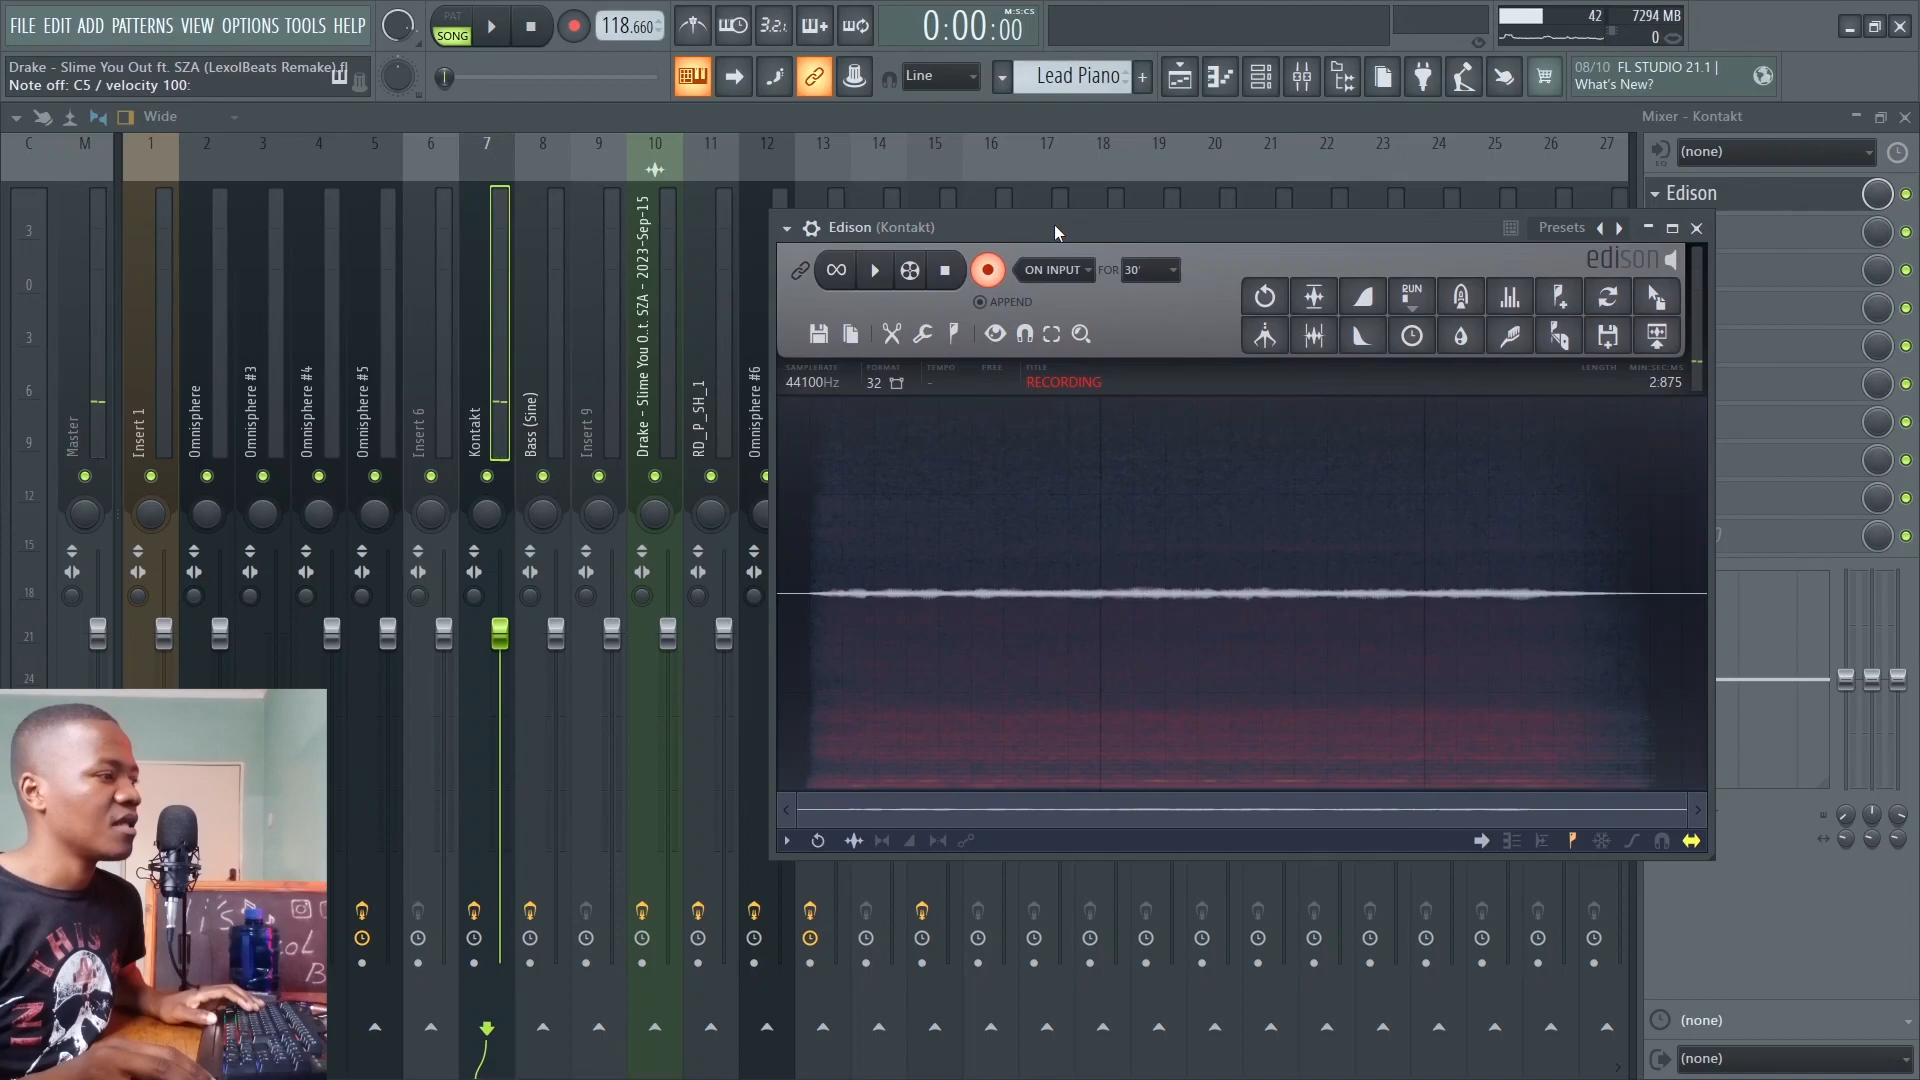 FILE EDIT ADD PATTERNS VIEW OPTIONS TOOLS HELP
PAT
SONG
118.660
3.2.
0:00:00
M:S:CS
42
7294 MB
0
Drake - Slime You Out ft. SZA (LexolBeats Remake).fl
Note off: C5 / velocity 100:
Line
Lead Piano
08/10 FL STUDIO 21.1 |
What's New?
Wide
Mixer - Kontakt
C M 1 2 3 4 5 6 7 8 9 10 11 12 13 14 15 16 17 18 19 20 21 22 23 24 25 26 27
(none)
Edison
3
0
3
6
9
12
15
18
21
24
Master
Insert 1
Omnisphere
Omnisphere #3
Omnisphere #4
Omnisphere #5
Insert 6
Kontakt
Bass (Sine)
Insert 9
Drake - Slime You O..t. SZA - 2023-Sep-15
RD_P_SH_1
Omnisphere #6
Edison (Kontakt)
Presets
ON INPUT
FOR
30'
APPEND
edison
RUN
SAMPLERATE
44100Hz
FORMAT
32
TEMPO
-
FREE
TITLE
RECORDING
LENGTH
MIN:SEC:MS
2:875
(none)
(none)